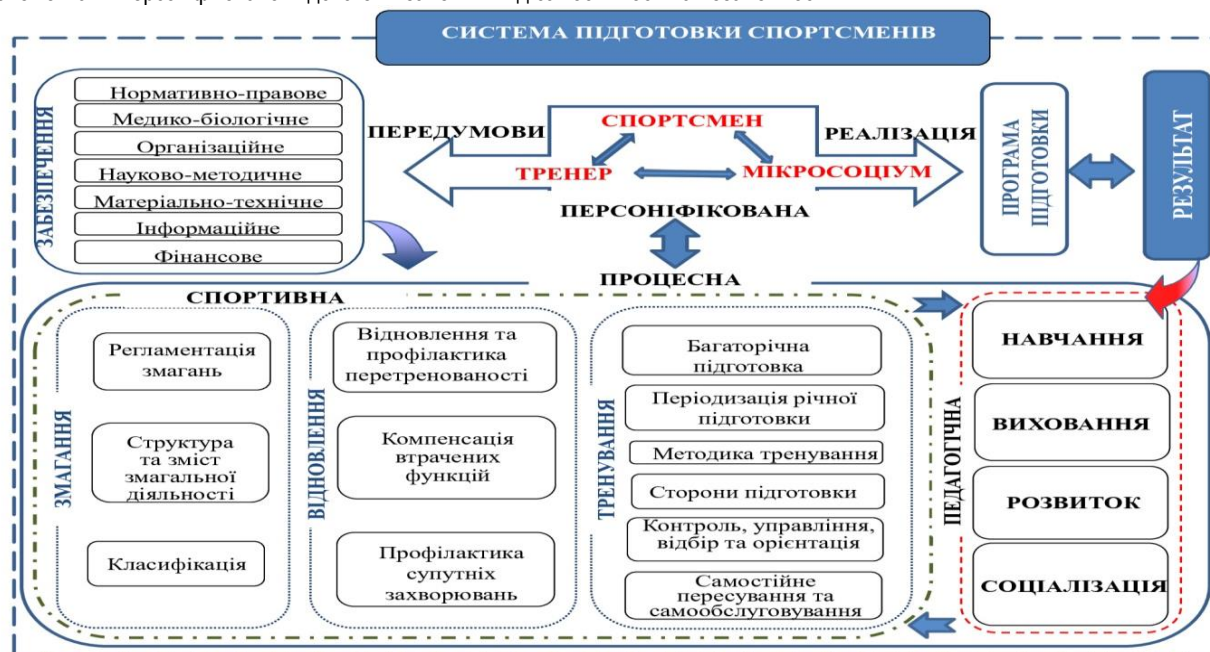 СИСТЕМА ПІДГОТОВКИ СПОРТСМЕНІВ
ЗАБЕЗПЕЧЕННЯ
Нормативно-правове
Медико-біологічне
Організаційне
Науково-методичне
Матеріально-технічне
Інформаційне
Фінансове
ПЕРЕДУМОВИ
СПОРТСМЕН
ТРЕНЕР
МІКРОСОЦІУМ
РЕАЛІЗАЦІЯ
ПЕРСОНІФІКОВАНА
ПРОГРАМА
ПІДГОТОВКИ
РЕЗУЛЬТАТ
ПРОЦЕСНА
СПОРТИВНА
ЗМАГАННЯ
Регламентація
змагань
Структура
та зміст
змагальної
діяльності
Класифікація
ВІДНОВЛЕННЯ
Відновлення та
профілактика
перетренованості
Компенсація
втрачених
функцій
Профілактика
супутніх
захворювань
ТРЕНУВАННЯ
Багаторічна
підготовка
Періодизація річної
підготовки
Методика тренування
Сторони підготовки
Контроль, управління,
відбір та орієнтація
Самостійне
пересування та
самообслуговування
ПЕДАГОГІЧНА
НАВЧАННЯ
ВИХОВАННЯ
РОЗВИТОК
СОЦІАЛІЗАЦІЯ